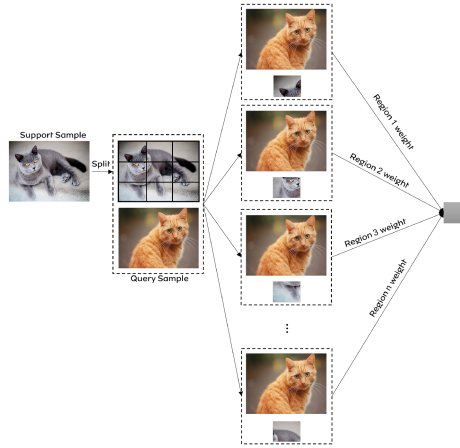 Support Sample
Split
Query Sample
Region 1 weight
Region 2 weight
Region 3 weight
Region n weight